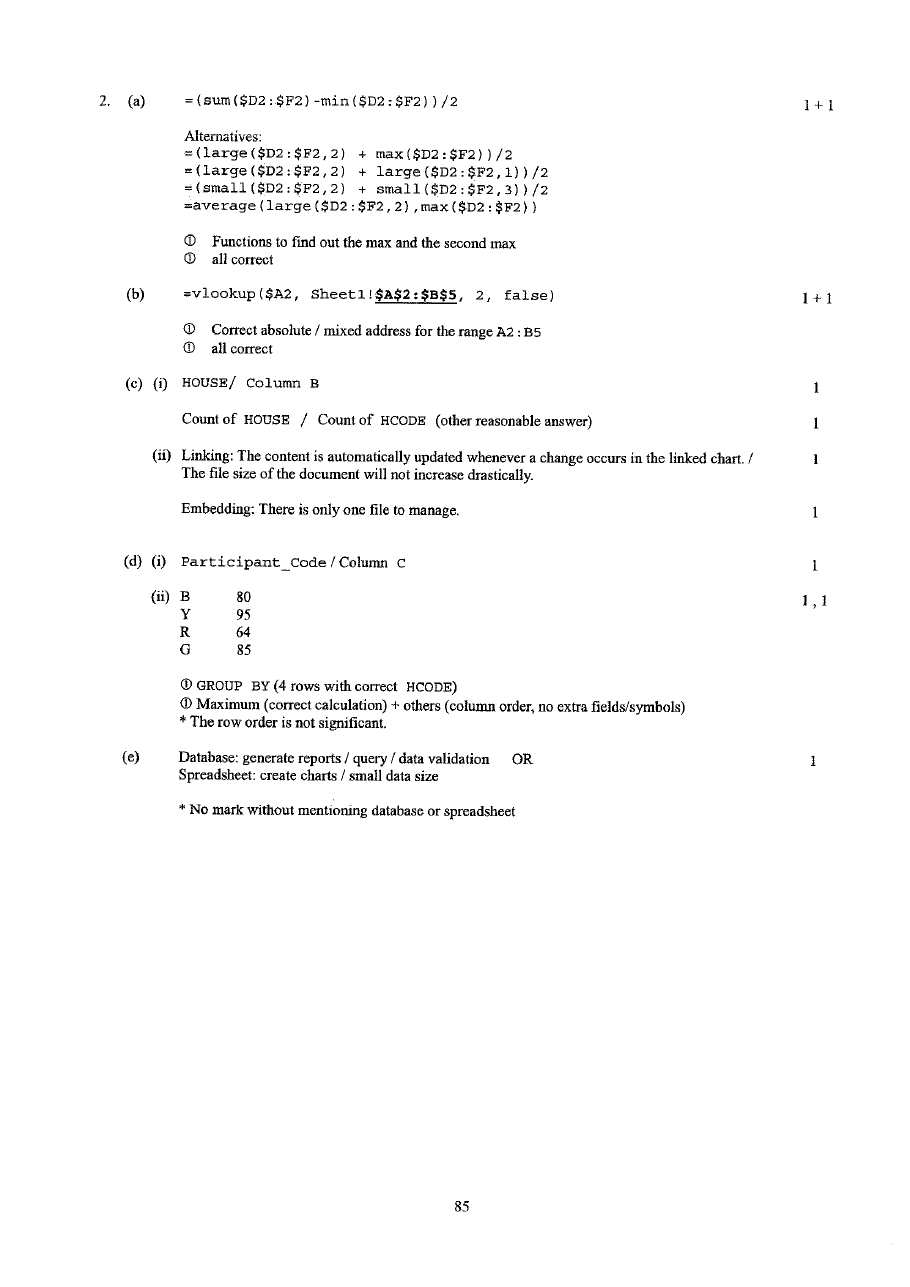 2. (a) =(sum($D2:$F2)-min($D2:$F2))/2 1 + 1
Alternatives:
=(large($D2:$F2,2) + max($D2:$F2))/2
=(large($D2:$F2,2) + large($D2:$F2,1))/2
=(small($D2:$F2,2) + small($D2:$F2,3))/2
=average(large($D2:$F2,2),max($D2:$F2))
① Functions to find out the max and the second max
① all correct
(b) =vlookup($A2, Sheet1!$A$2:$B$5, 2, false) 1 + 1
① Correct absolute / mixed address for the range A2:B5
① all correct
(c) (i) HOUSE/ Column B 1
Count of HOUSE / Count of HCODE (other reasonable answer) 1
(ii) Linking: The content is automatically updated whenever a change occurs in the linked chart. / 1
The file size of the document will not increase drastically.
Embedding: There is only one file to manage. 1
(d) (i) Participant_Code / Column C 1
(ii) B 80 1 , 1
Y 95
R 64
G 85
① GROUP BY (4 rows with correct HCODE)
① Maximum (correct calculation) + others (column order, no extra fields/symbols)
* The row order is not significant.
(e) Database: generate reports / query / data validation OR 1
Spreadsheet: create charts / small data size
* No mark without mentioning database or spreadsheet
85